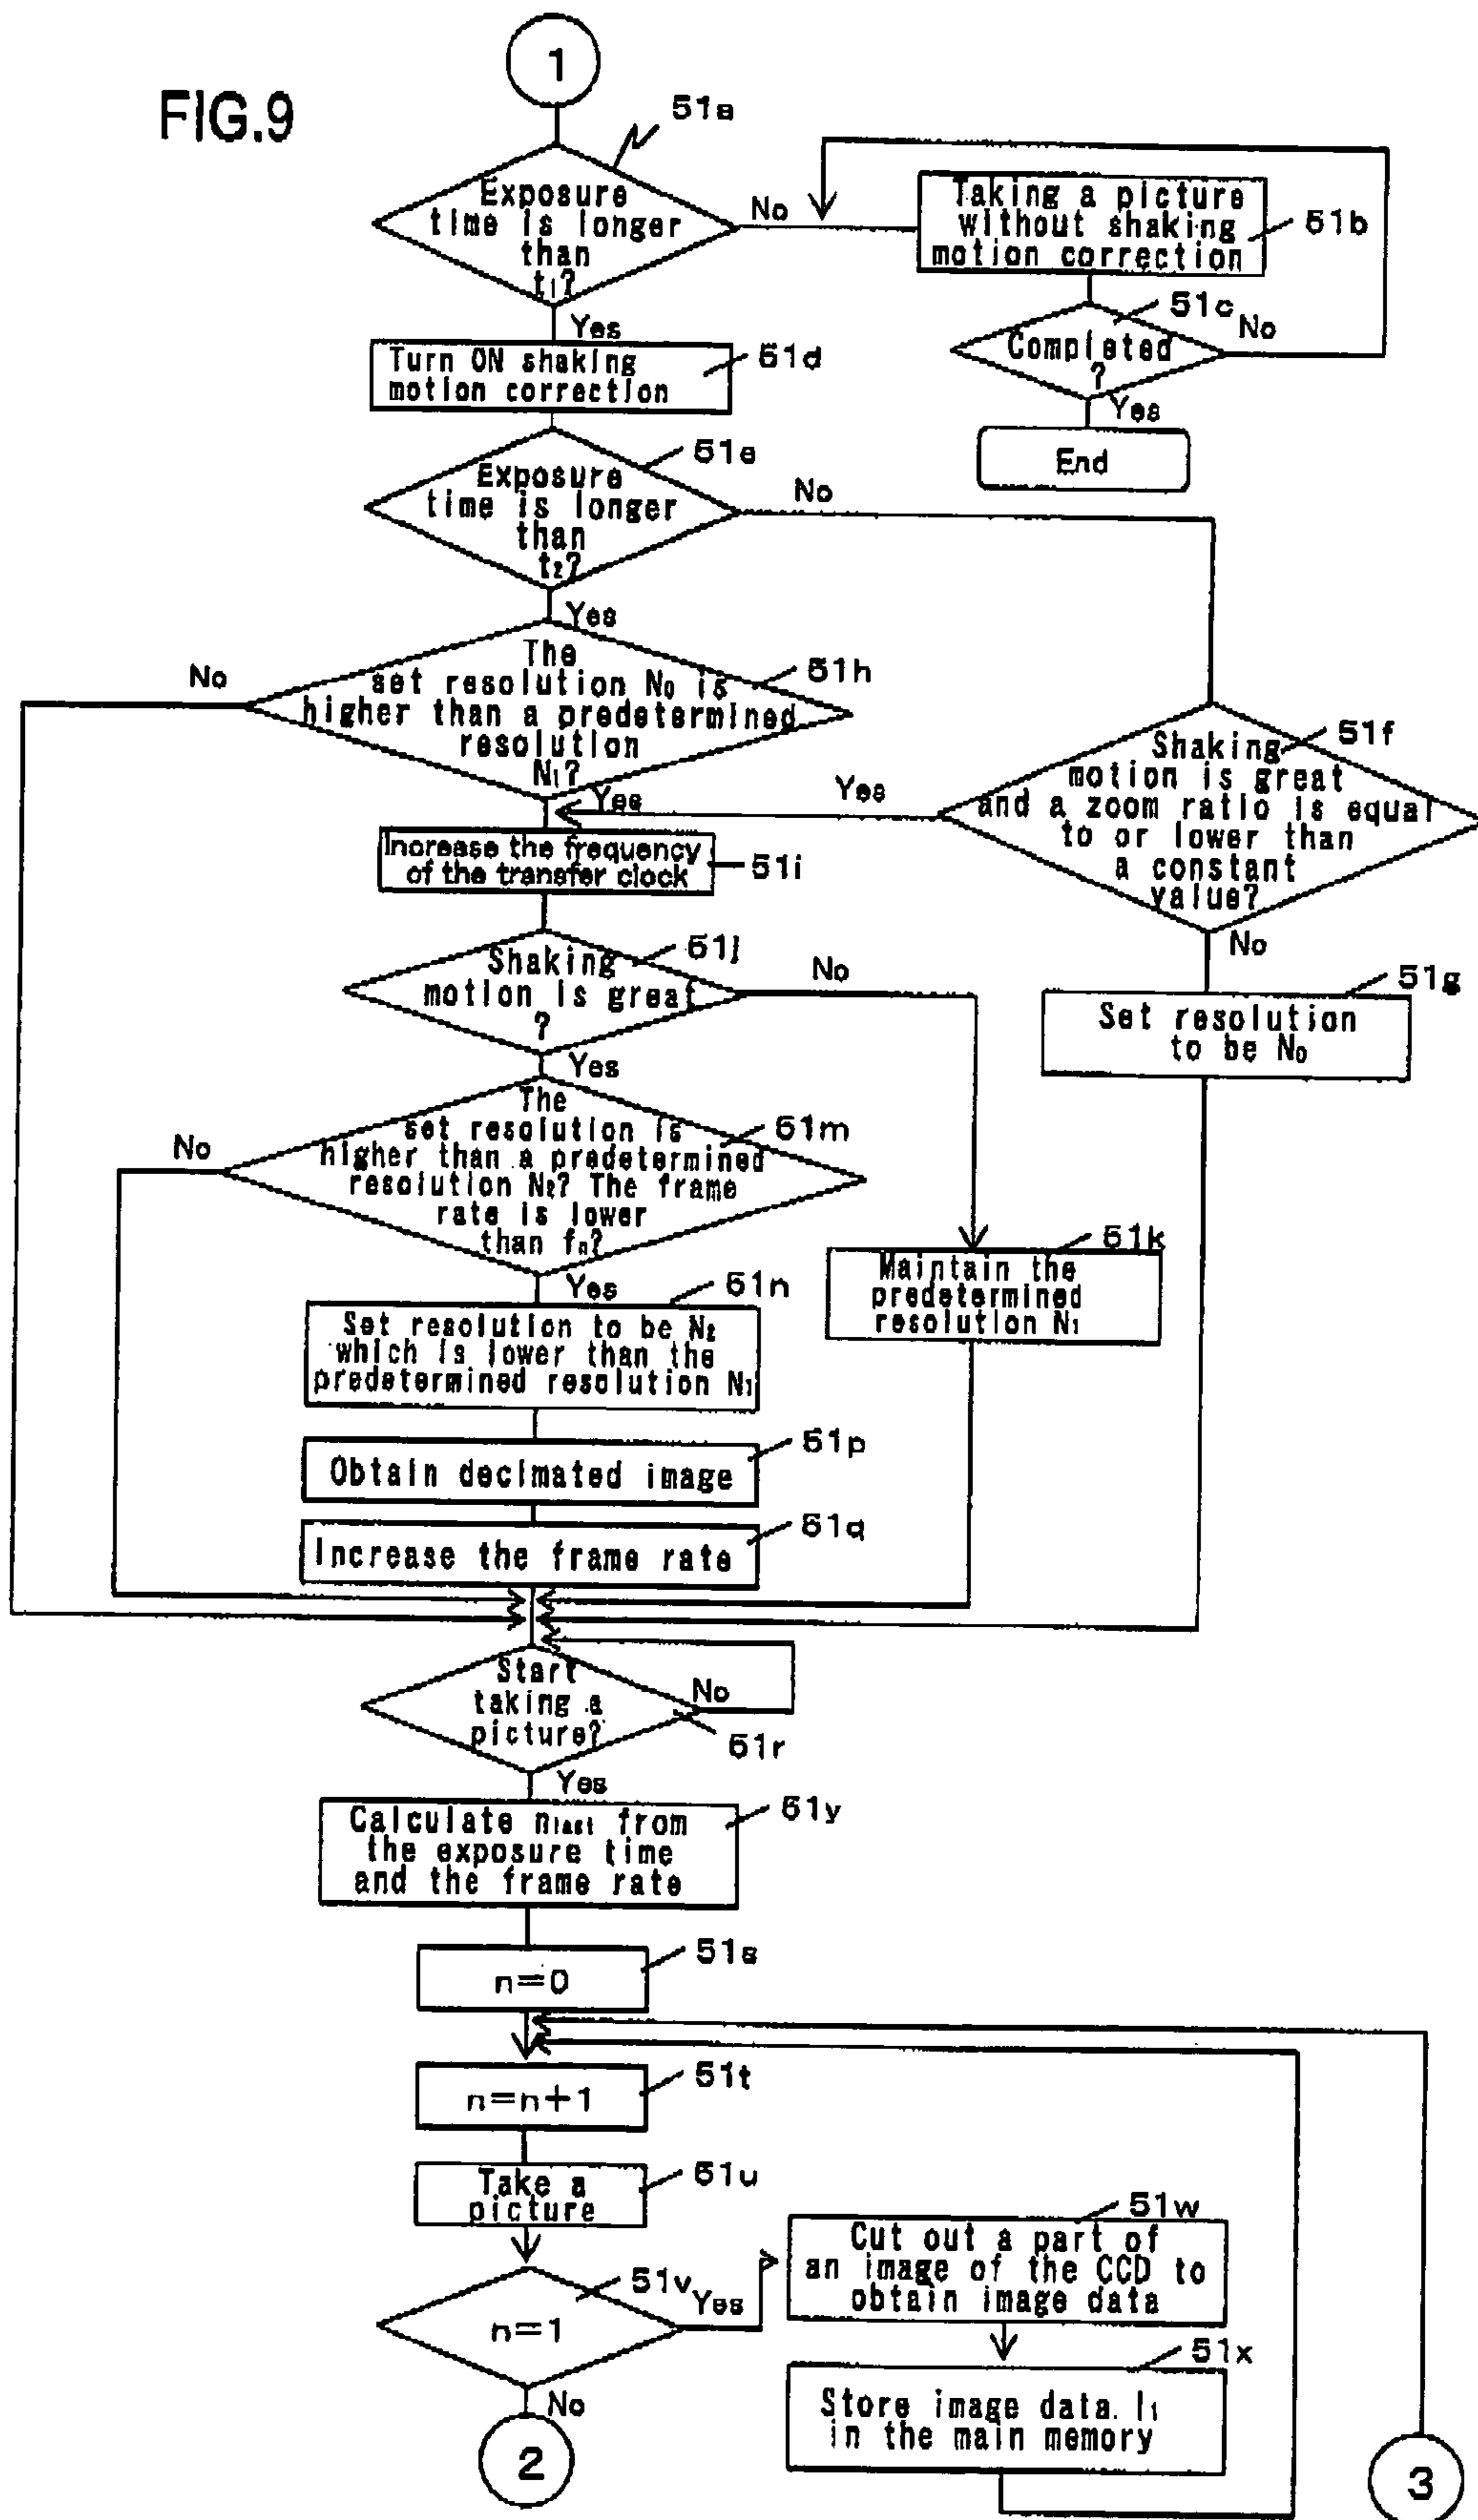 FIG.9
1
51a
Exposure
time is longer
than
t1?
No
Taking a picture
without shaking
motion correction
51b
Yes
51c
Completed
?
No
Yes
End
Turn ON shaking
motion correction
51d
51e
Exposure
time is longer
than
t2?
No
Yes
The
set resolution N0 is
higher than a predetermined
resolution
N1?
51h
No
Yes
51f
Shaking
motion is great
and a zoom ratio is equal
to or lower than
a constant
value?
Yes
No
Increase the frequency
of the transfer clock
51i
51g
Set resolution
to be N0
51j
Shaking
motion is great
?
No
Yes
The
set resolution is
higher than a predetermined
resolution N2? The frame
rate is lower
than fn?
51m
No
Yes
51k
Maintain the
predetermined
resolution N1
51n
Set resolution to be N2
which is lower than the
predetermined resolution N1
51p
Obtain decimated image
51q
Increase the frame rate
Start
taking a
picture?
No
51r
Yes
Calculate nlast from
the exposure time
and the frame rate
51y
n=0
51s
n=n+1
51t
Take a
picture
51u
n=1
51v
Yes
No
51w
Cut out a part of
an image of the CCD to
obtain image data
51x
Store image data I1
in the main memory
2
3